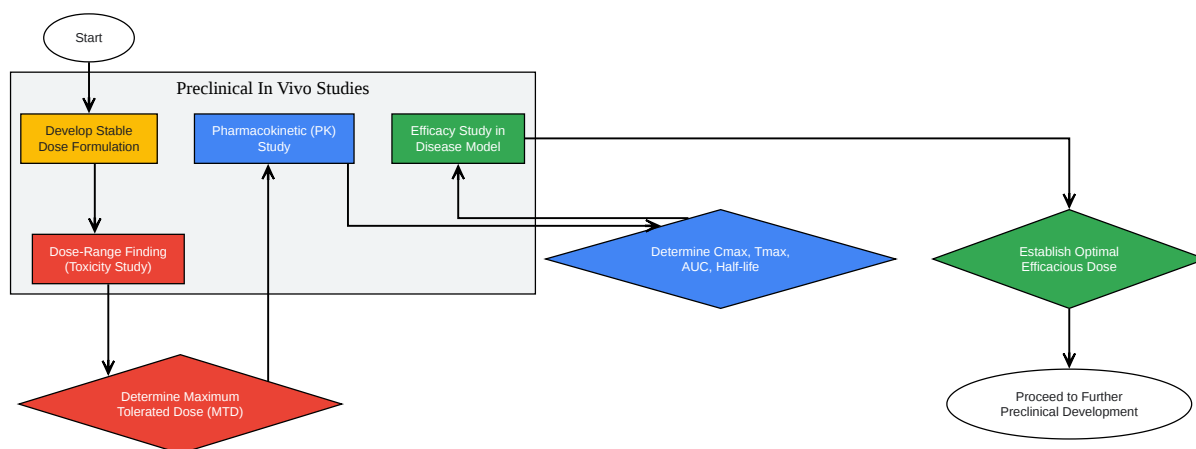 Start
Preclinical In Vivo Studies
Develop Stable
Dose Formulation
Pharmacokinetic (PK)
Study
Efficacy Study in
Disease Model
Dose-Range Finding
(Toxicity Study)
Determine Cmax, Tmax,
AUC, Half-life
Establish Optimal
Efficacious Dose
Determine Maximum
Tolerated Dose (MTD)
Proceed to Further
Preclinical Development